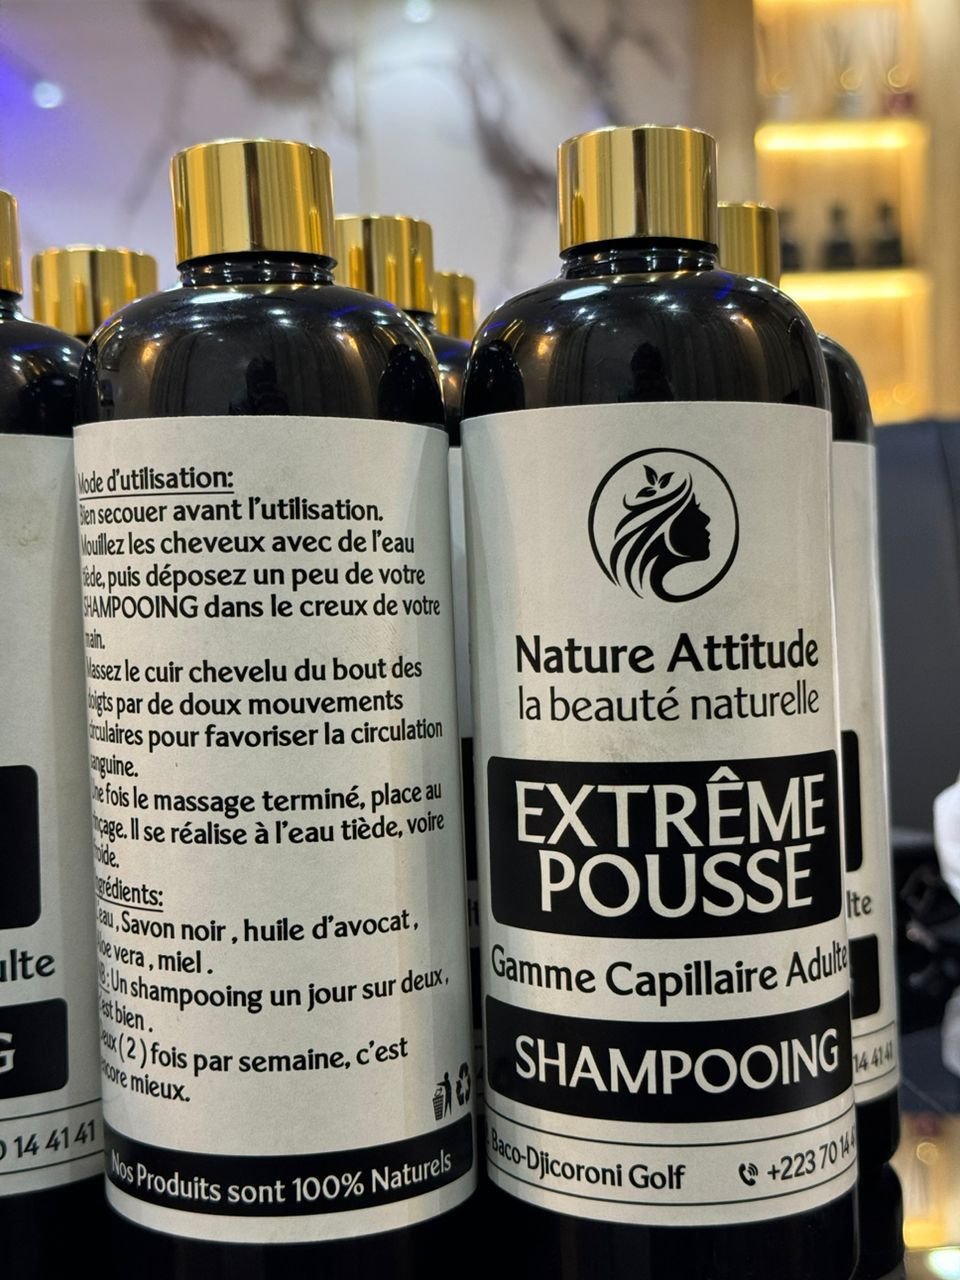 Mode d'utilisation:
Bien secouer avant l'utilisation.
Mouillez les cheveux avec de l'eau
tiède, puis déposez un peu de votre
SHAMPOOING dans le creux de votre
main.
Massez le cuir chevelu du bout des
doigts par de doux mouvements
circulaires pour favoriser la circulation
sanguine.
Une fois le massage terminé, place au
rinçage. Il se réalise à l'eau tiède, voire
froide.
Ingrédients:
L'eau, Savon noir, huile d'avocat,
Aloe vera, miel.
NB: Un shampooing un jour sur deux,
c'est bien.
Deux (2) fois par semaine, c'est
encore mieux.
Nos Produits sont 100% Naturels
Nature Attitude
la beauté naturelle
EXTRÊME
POUSSE
Gamme Capillaire Adulte
SHAMPOOING
Baco-Djicoroni Golf
+223 70 14 4
ulte
G
0 14 41 41
lte
14 41 41